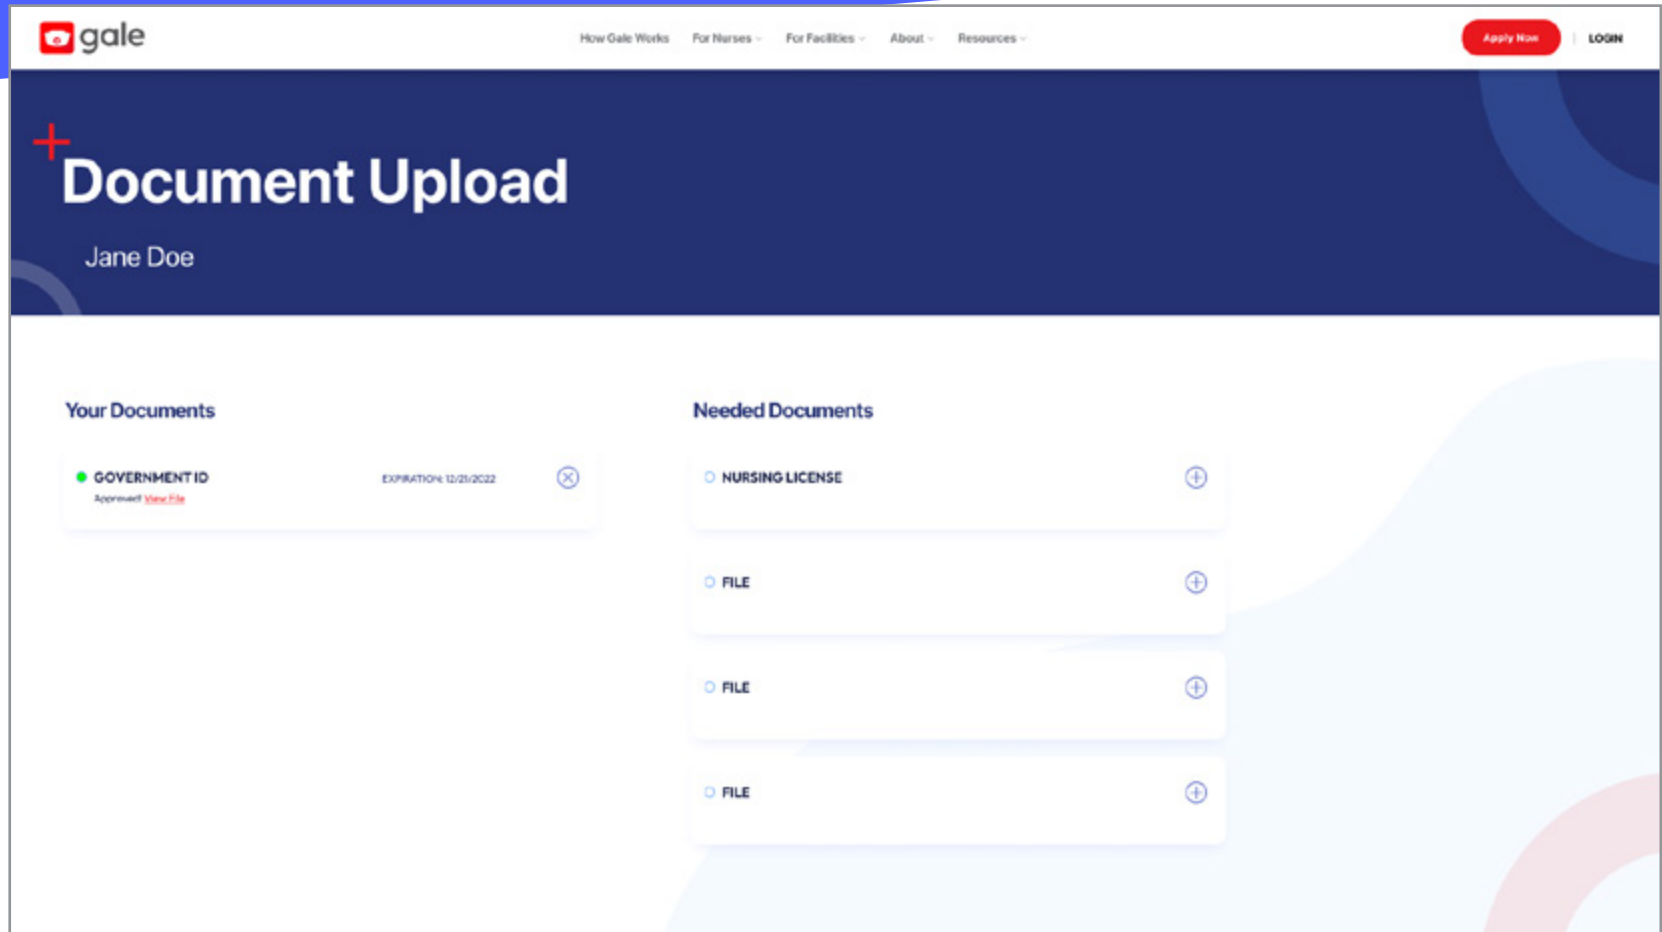 gale
How Gale Works For Nurses For Facilities About Resources
Apply Now | LOGIN
Document Upload
Jane Doe
Your Documents
GOVERNMENT ID
EXPIRATION: 12/21/2022
Approved! View File
Needed Documents
NURSING LICENSE
FILE
FILE
FILE